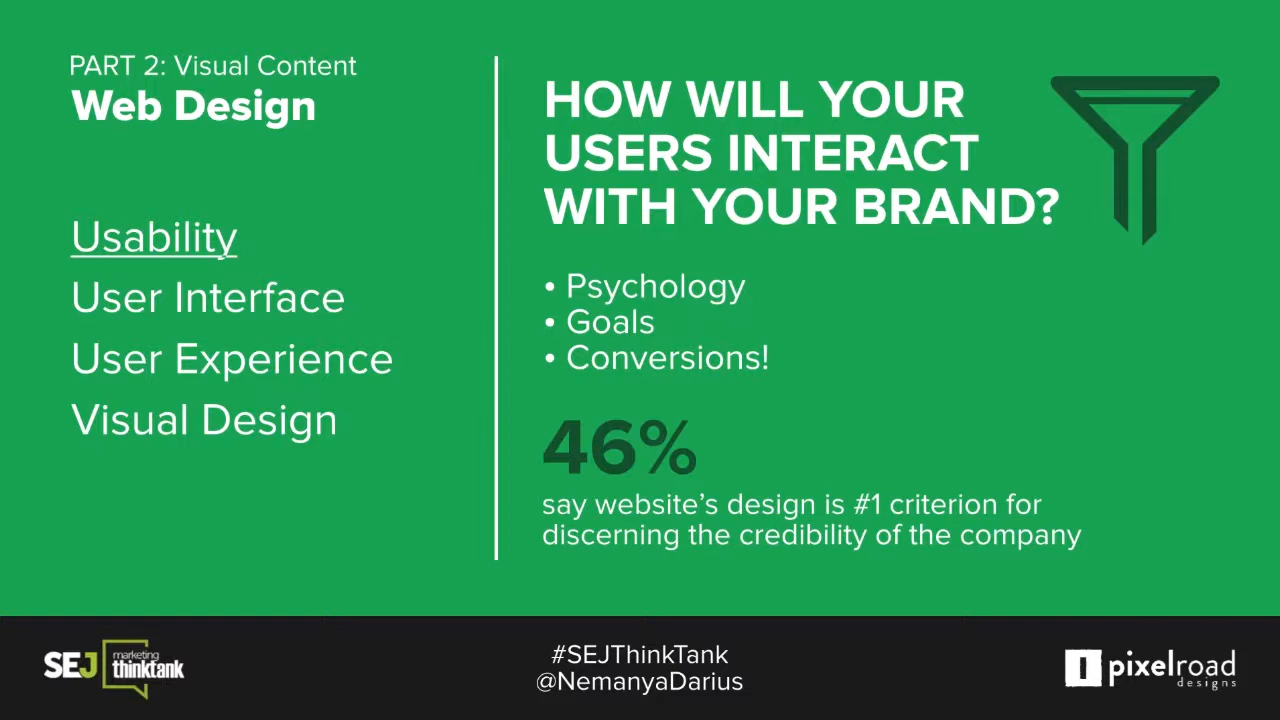 PART 2: Visual Content
Web Design
Usability
User Interface
User Experience
Visual Design
HOW WILL YOUR
USERS INTERACT
WITH YOUR BRAND?
• Psychology
• Goals
• Conversions!
46%
say website's design is #1 criterion for
discerning the credibility of the company
SEJ marketing
thinktank
#SEJThinkTank
@NemanyaDarius
pixelroad
designs